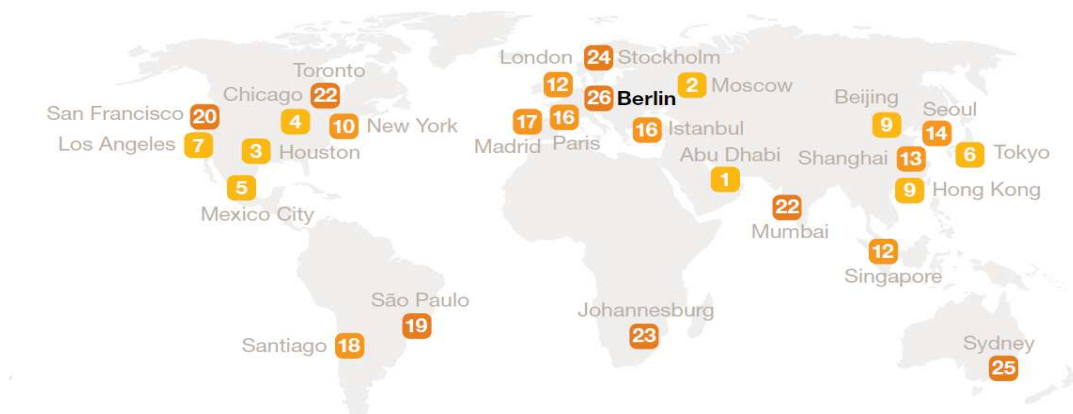 London 24 Stockholm
Toronto 12 2 Moscow
Chicago 22 26 Berlin Beijing
San Francisco 20 4 17 16 Seoul
10 New York 16 Istanbul 9 14
Los Angeles 7 3 Houston Madrid Paris Abu Dhabi Shanghai 13 6 Tokyo
5 1 9 Hong Kong
Mexico City 22
Mumbai
12
Singapore
São Paulo Johannesburg
19 23
Santiago 18 Sydney
25